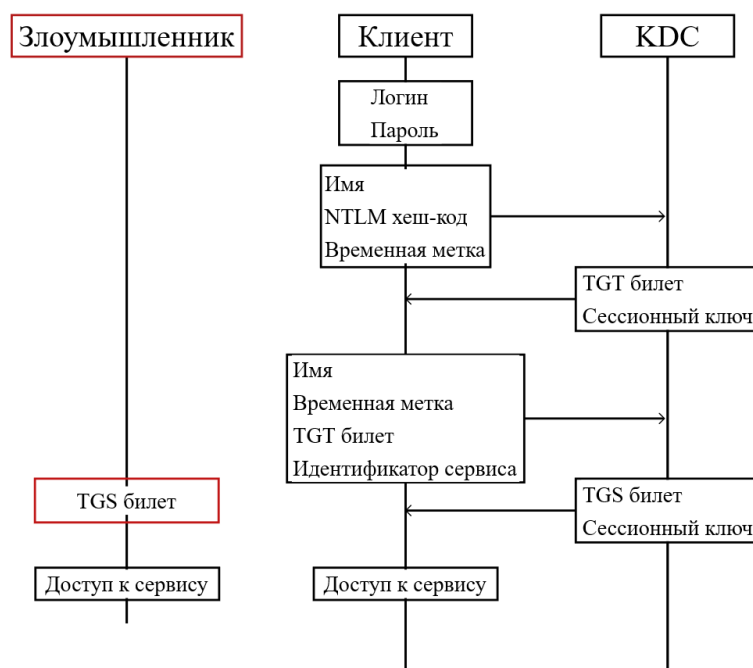 Злоумышленник
Клиент
KDC
Логин
Пароль
Имя
NTLM хеш-код
Временная метка
TGT билет
Сессионный ключ
Имя
Временная метка
TGT билет
Идентификатор сервиса
TGS билет
TGS билет
Сессионный ключ
Доступ к сервису
Доступ к сервису